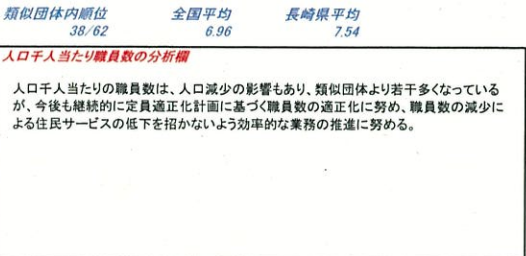 類似団体内順位 全国平均 長崎県平均
38/62 6.96 7.54
人口千人当たり職員数の分析欄
人口千人当たりの職員数は、人口減少の影響もあり、類似団体より若干多くなっている
が、今後も継続的に定員適正化計画に基づく職員数の適正化に努め、職員数の減少に
よる住民サービスの低下を招かないよう効率的な業務の推進に努める。